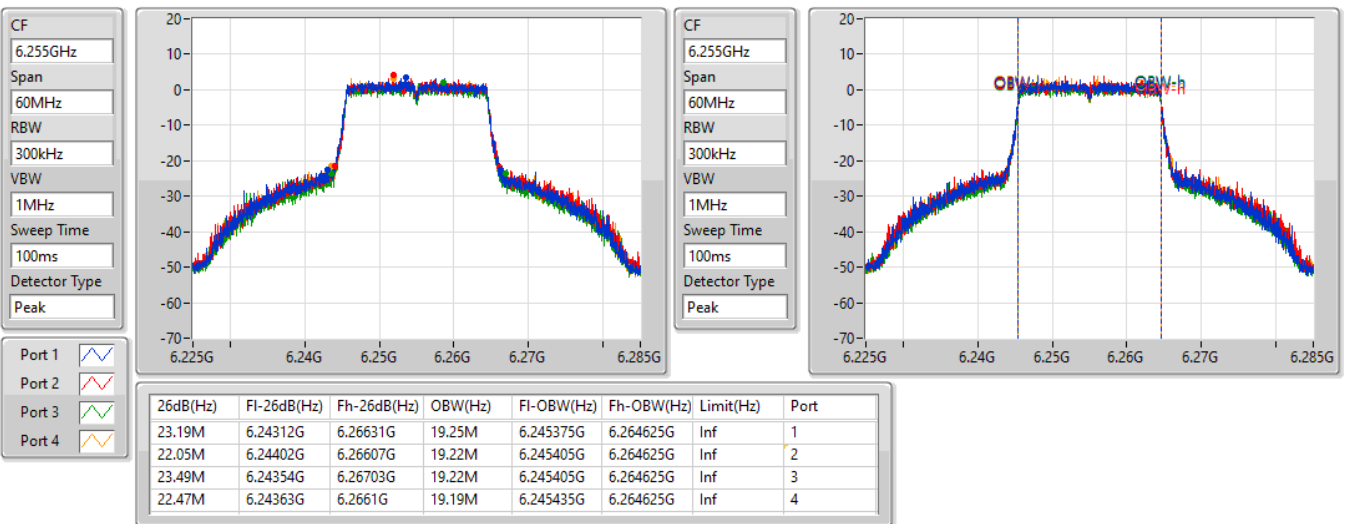 CF
6.255GHz
Span
60MHz
RBW
300kHz
VBW
1MHz
Sweep Time
100ms
Detector Type
Peak
20
10
0
-10
-20
-30
-40
-50
-60
-70
6.225G 6.24G 6.25G 6.26G 6.27G 6.285G
CF
6.255GHz
Span
60MHz
RBW
300kHz
VBW
1MHz
Sweep Time
100ms
Detector Type
Peak
20
10
0
-10
-20
-30
-40
-50
-60
-70
OBW-h
6.225G 6.24G 6.25G 6.26G 6.27G 6.285G
Port 1
Port 2
Port 3
Port 4
26dB(Hz) Fl-26dB(Hz) Fh-26dB(Hz) OBW(Hz) Fl-OBW(Hz) Fh-OBW(Hz) Limit(Hz) Port
23.19M 6.24312G 6.26631G 19.25M 6.245375G 6.264625G Inf 1
22.05M 6.24402G 6.26607G 19.22M 6.245405G 6.264625G Inf 2
23.49M 6.24354G 6.26703G 19.22M 6.245405G 6.264625G Inf 3
22.47M 6.24363G 6.2661G 19.19M 6.245435G 6.264625G Inf 4